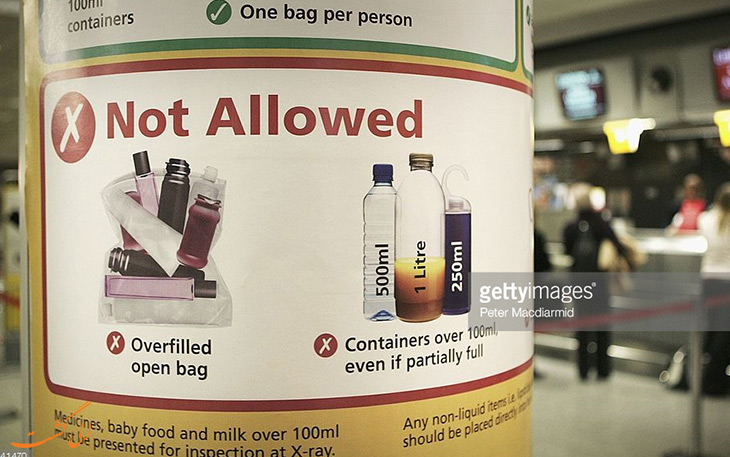 100ml
containers
One bag per person
Not Allowed
500ml
1 Litre
250ml
Overfilled
open bag
Containers over 100ml,
even if partially full
gettyimages
Peter Macdiarmid
Medicines, baby food and milk over 100ml
must be presented for inspection at X-ray.
Any non-liquid items i.e.
should be placed directly